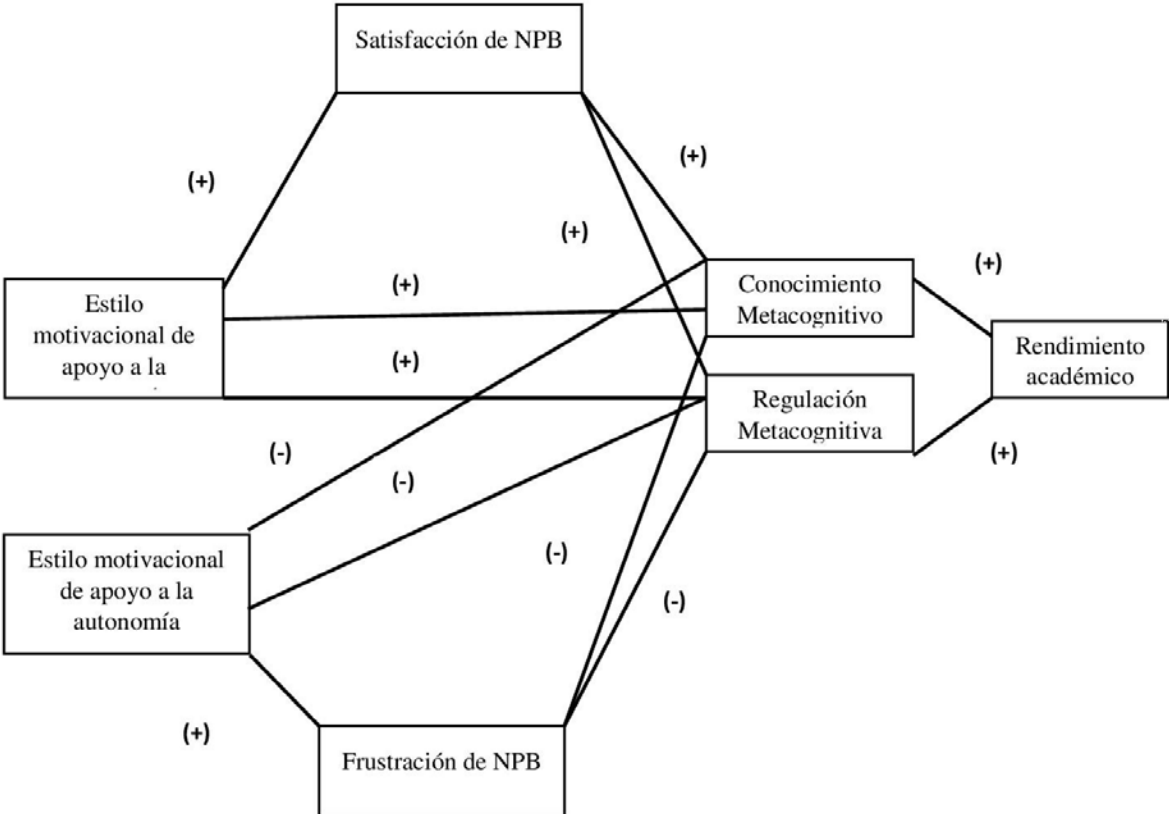 Satisfacción de NPB
(+)
(+)
(+)
(+)
(+)
Estilo
motivacional de
apoyo a la
(+)
Conocimiento
Metacognitivo
Rendimiento
académico
(+)
Regulación
Metacognitiva
(-)
(-)
(+)
Estilo motivacional
de apoyo a la
autonomía
(-)
(-)
(+)
Frustración de NPB